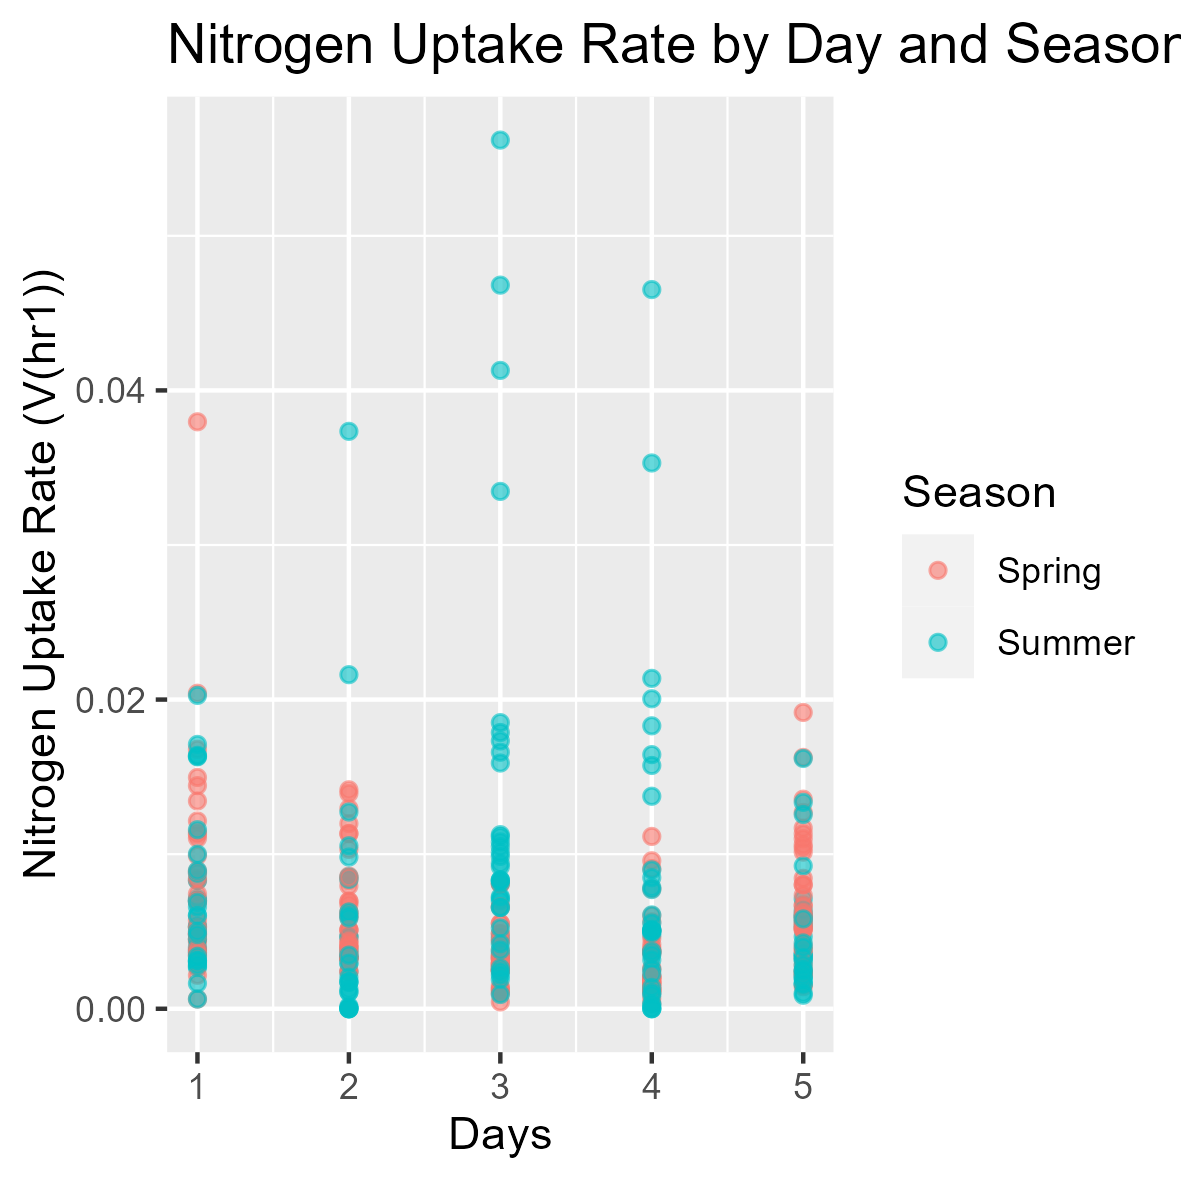 Nitrogen Uptake Rate by Day and Season
Nitrogen Uptake Rate (V(hr1))
0.04
0.02
0.00
1 2 3 4 5
Days
Season
Spring
Summer